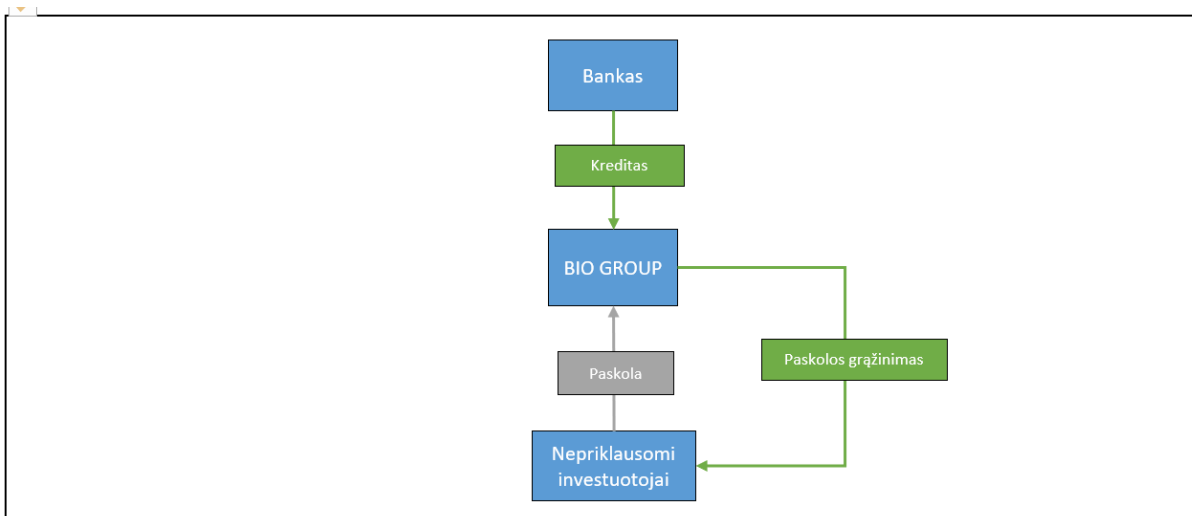 Bankas
Kreditas
BIO GROUP
Paskolos grąžinimas
Paskola
Nepriklausomi
investuotojai